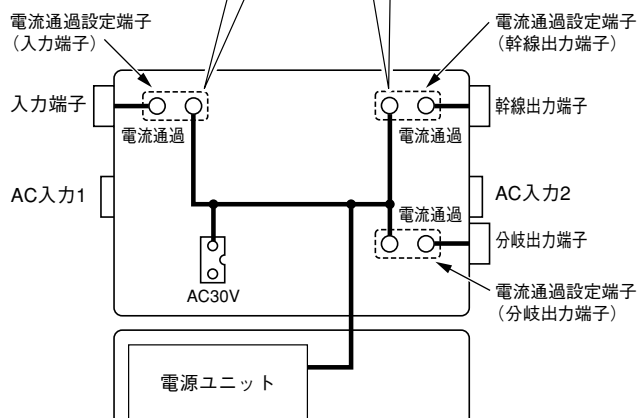 電流通過設定端子
（入力端子）
電流通過設定端子
（幹線出力端子）
入力端子
幹線出力端子
電流通過
電流通過
AC入力1
AC入力2
電流通過
分岐出力端子
AC30V
電流通過設定端子
（分岐出力端子）
電源ユニット